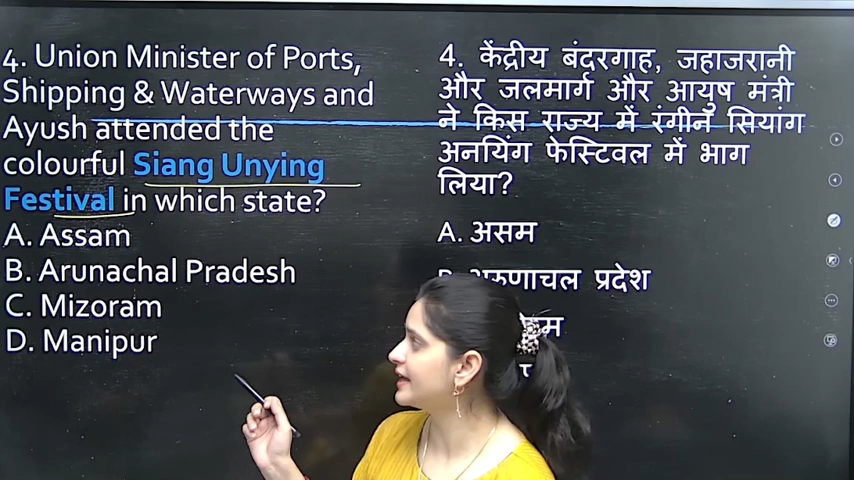 4. Union Minister of Ports,
Shipping & Waterways and
Ayush attended the
colourful Siang Unying
Festival in which state?
A. Assam
B. Arunachal Pradesh
C. Mizoram
D. Manipur
4. केंद्रीय बंदरगाह, जहाजरानी
और जलमार्ग और आयुष मंत्री
ने किस राज्य में रंगीन सियांग
अनयिंग फेस्टिवल में भाग
लिया?
A. असम
अरुणाचल प्रदेश